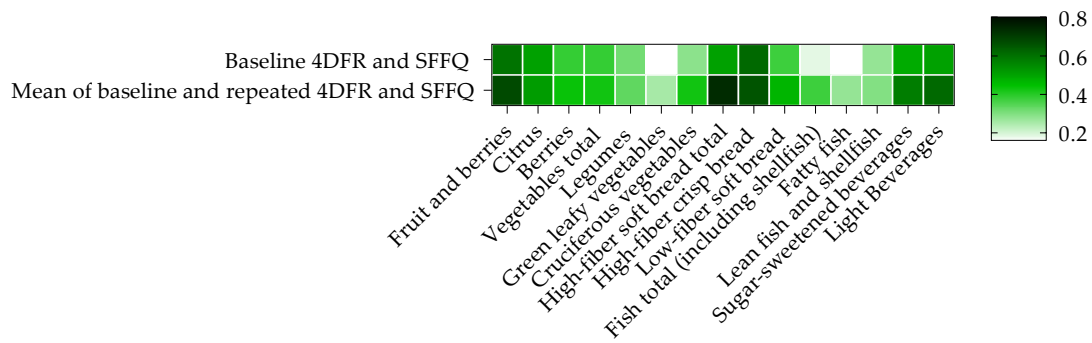 Baseline 4DFR and SFFQ
Mean of baseline and repeated 4DFR and SFFQ
Fruit and berries
Citrus
Berries
Vegetables total
Legumes
Green leafy vegetables
Cruciferous vegetables
High-fiber soft bread total
High-fiber crisp bread
Low-fiber soft bread
Fish total (including shellfish)
Fatty fish
Lean fish and shellfish
Sugar-sweetened beverages
Light Beverages
0.8
0.6
0.4
0.2